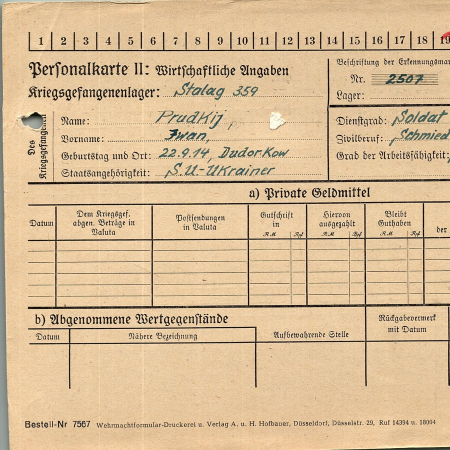 1 2 3 4 5 6 7 8 9 10 11 12 13 14 15 16 17 18 19
Personalkarte II: Wirtschaftliche Angaben
Beschriftung der Erkennungsmar
Kriegsgefangenenlager: Stalag 359
Nr. 2507
Lager:
Des Kriegsgefangenen
Name: Prudkij
Dienstgrad: Soldat
Vorname: Iwan,
Zivilberuf: Schmied
Geburtstag und Ort: 22.9.14, Dudorkow
Grad der Arbeitsfähigkeit:
Staatsangehörigkeit: S.U-Ukrainer
a) Private Geldmittel
Datum
Dem Kriegsgef. abgen. Beträge in Valuta
Postsendungen in Valuta
Gutschrift in
Hiervon ausgezahlt
Bleibt Guthaben
der
RM Rpf RM Rpf RM Rpf
b) Abgenommene Wertgegenstände
Datum
Nähere Bezeichnung
Aufbewahrende Stelle
Rückgabevermerk mit Datum
Bestell-Nr 7567 Wehrmachtformular-Druckerei u. Verlag A. u. H. Hofbauer, Düsseldorf, Düsselstr. 29, Ruf 14394 u. 18064